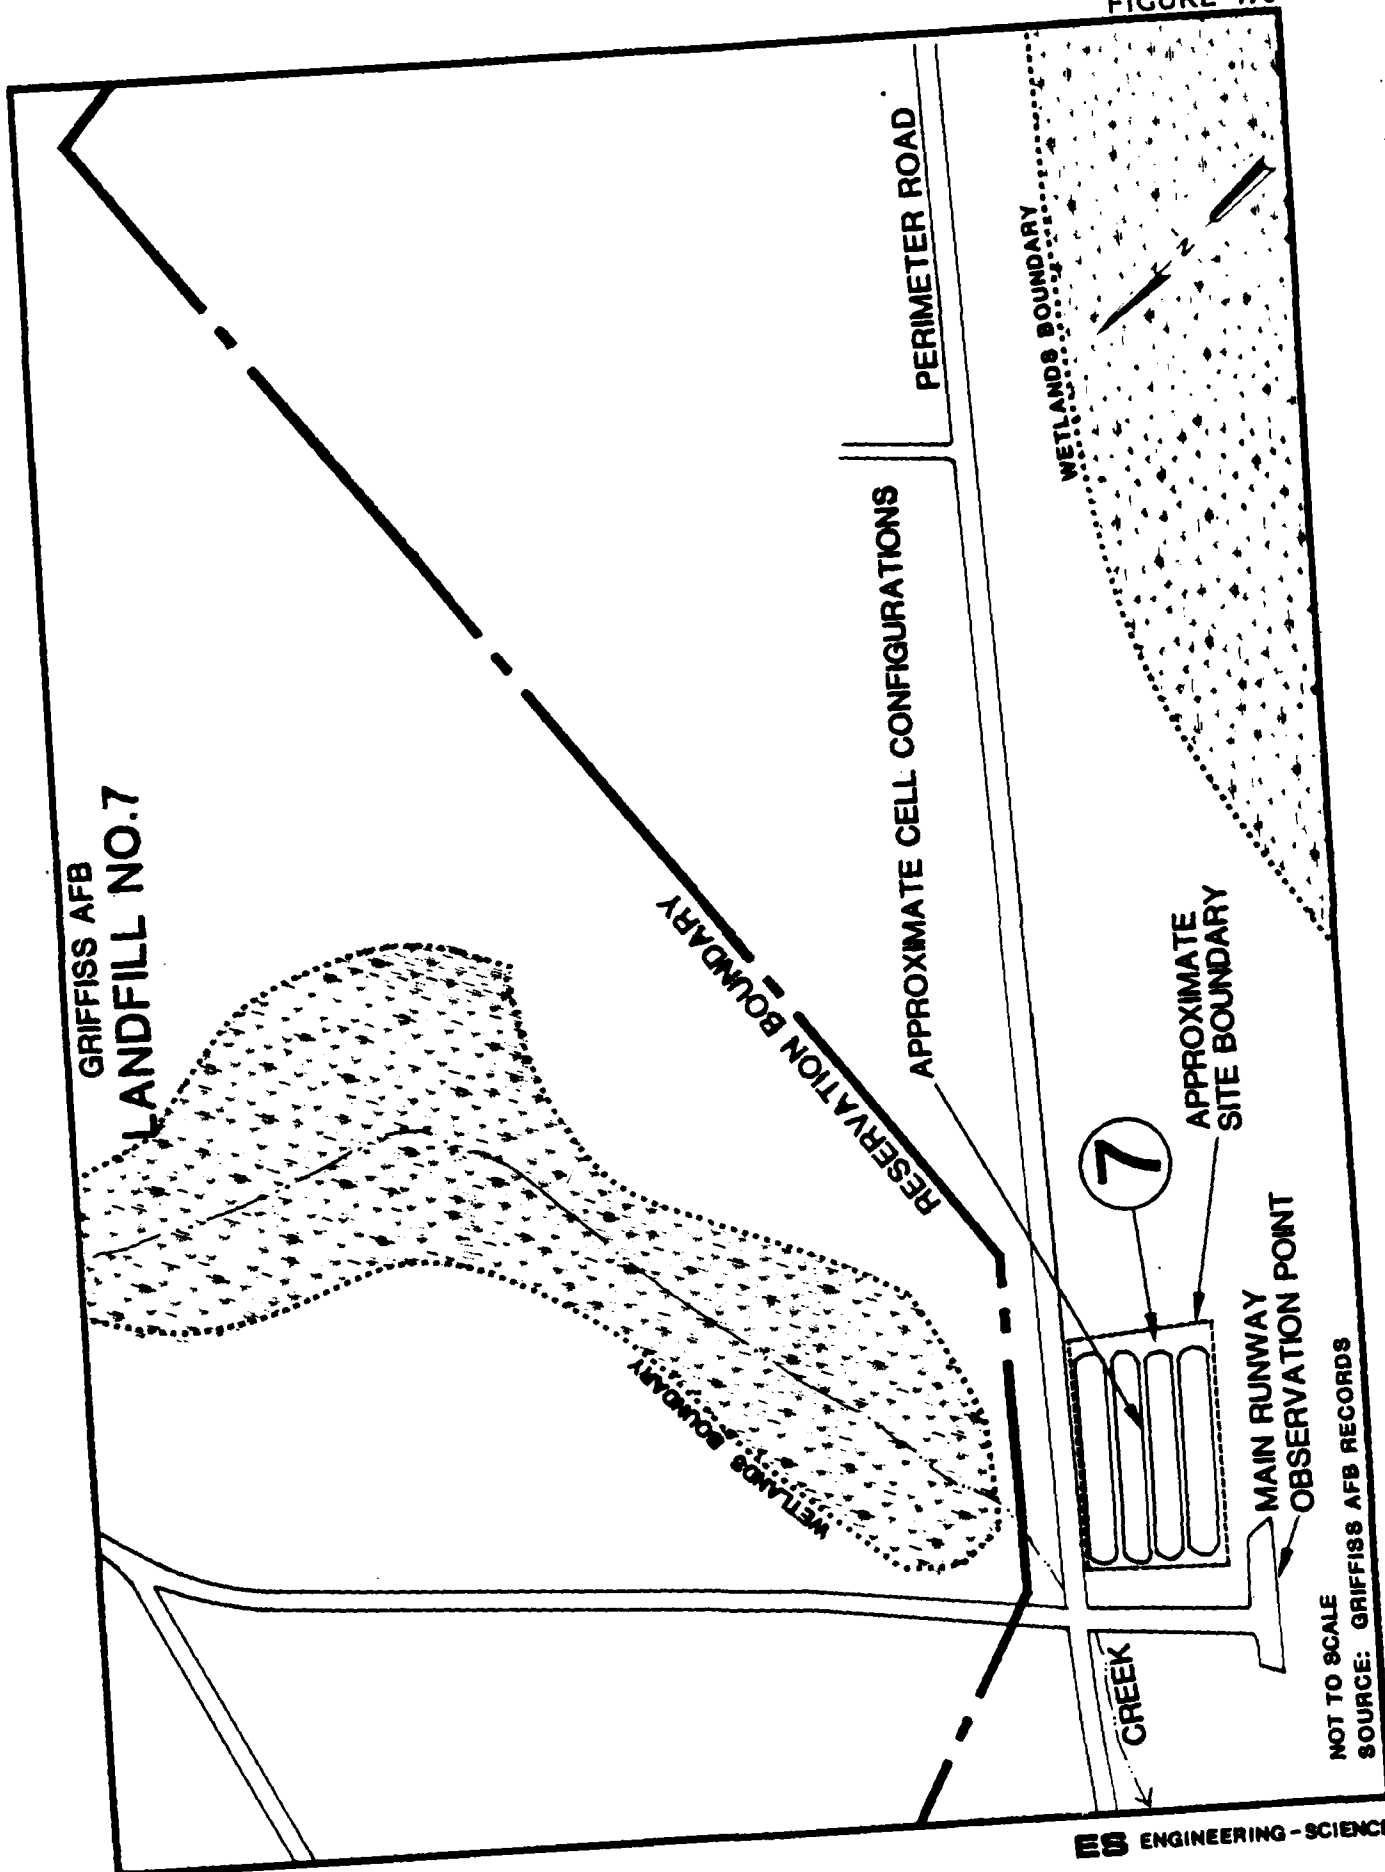 FIGURE
GRIFFISS AFB
LANDFILL NO.7
WETLANDS BOUNDARY
RESERVATION BOUNDARY
PERIMETER ROAD
WETLANDS BOUNDARY
N
APPROXIMATE CELL CONFIGURATIONS
7
APPROXIMATE
SITE BOUNDARY
MAIN RUNWAY
OBSERVATION POINT
CREEK
NOT TO SCALE
SOURCE: GRIFFISS AFB RECORDS
ES ENGINEERING-SCIENCE